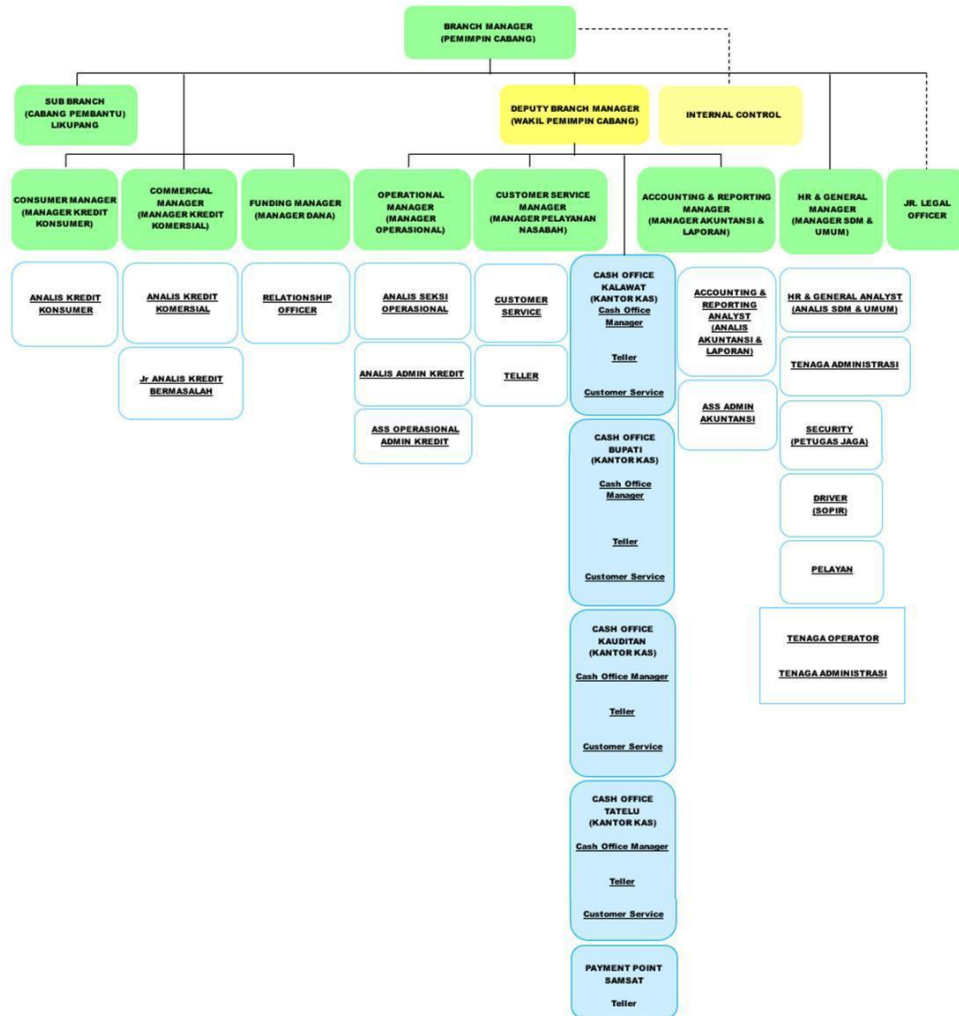 BRANCH MANAGER
(PEMIMPIN CABANG)
SUB BRANCH
(CABANG PEMBANTU)
LIKUPANG
DEPUTY BRANCH MANAGER
(WAKIL PEMIMPIN CABANG)
INTERNAL CONTROL
CONSUMER MANAGER
(MANAGER KREDIT
KONSUMER)
COMMERCIAL
MANAGER
(MANAGER KREDIT
KOMERSIAL)
FUNDING MANAGER
(MANAGER DANA)
OPERATIONAL
MANAGER
(MANAGER
OPERASIONAL)
CUSTOMER SERVICE
MANAGER
(MANAGER PELAYANAN
NASABAH)
ACCOUNTING & REPORTING
MANAGER
(MANAGER AKUNTANSI &
LAPORAN)
HR & GENERAL
MANAGER
(MANAGER SDM &
UMUM)
JR. LEGAL
OFFICER
ANALIS KREDIT
KONSUMER
ANALIS KREDIT
KOMERSIAL
Jr ANALIS KREDIT
BERMASALAH
RELATIONSHIP
OFFICER
ANALIS SEKSI
OPERASIONAL
ANALIS ADMIN KREDIT
ASS OPERASIONAL
ADMIN KREDIT
CUSTOMER
SERVICE
TELLER
CASH OFFICE
KALAWAT
(KANTOR KAS)
Cash Office
Manager
Teller
Customer Service
CASH OFFICE
BUPATI
(KANTOR KAS)
Cash Office
Manager
Teller
Customer Service
CASH OFFICE
KAUDITAN
(KANTOR KAS)
Cash Office Manager
Teller
Customer Service
CASH OFFICE
TATELU
(KANTOR KAS)
Cash Office Manager
Teller
Customer Service
PAYMENT POINT
SAMSAT
Teller
ACCOUNTING &
REPORTING
ANALYST
(ANALIS
AKUNTANSI &
LAPORAN)
ASS ADMIN
AKUNTANSI
HR & GENERAL ANALYST
(ANALIS SDM & UMUM)
TENAGA ADMINISTRASI
SECURITY
(PETUGAS JAGA)
DRIVER
(SOPIR)
PELAYAN
TENAGA OPERATOR
TENAGA ADMINISTRASI